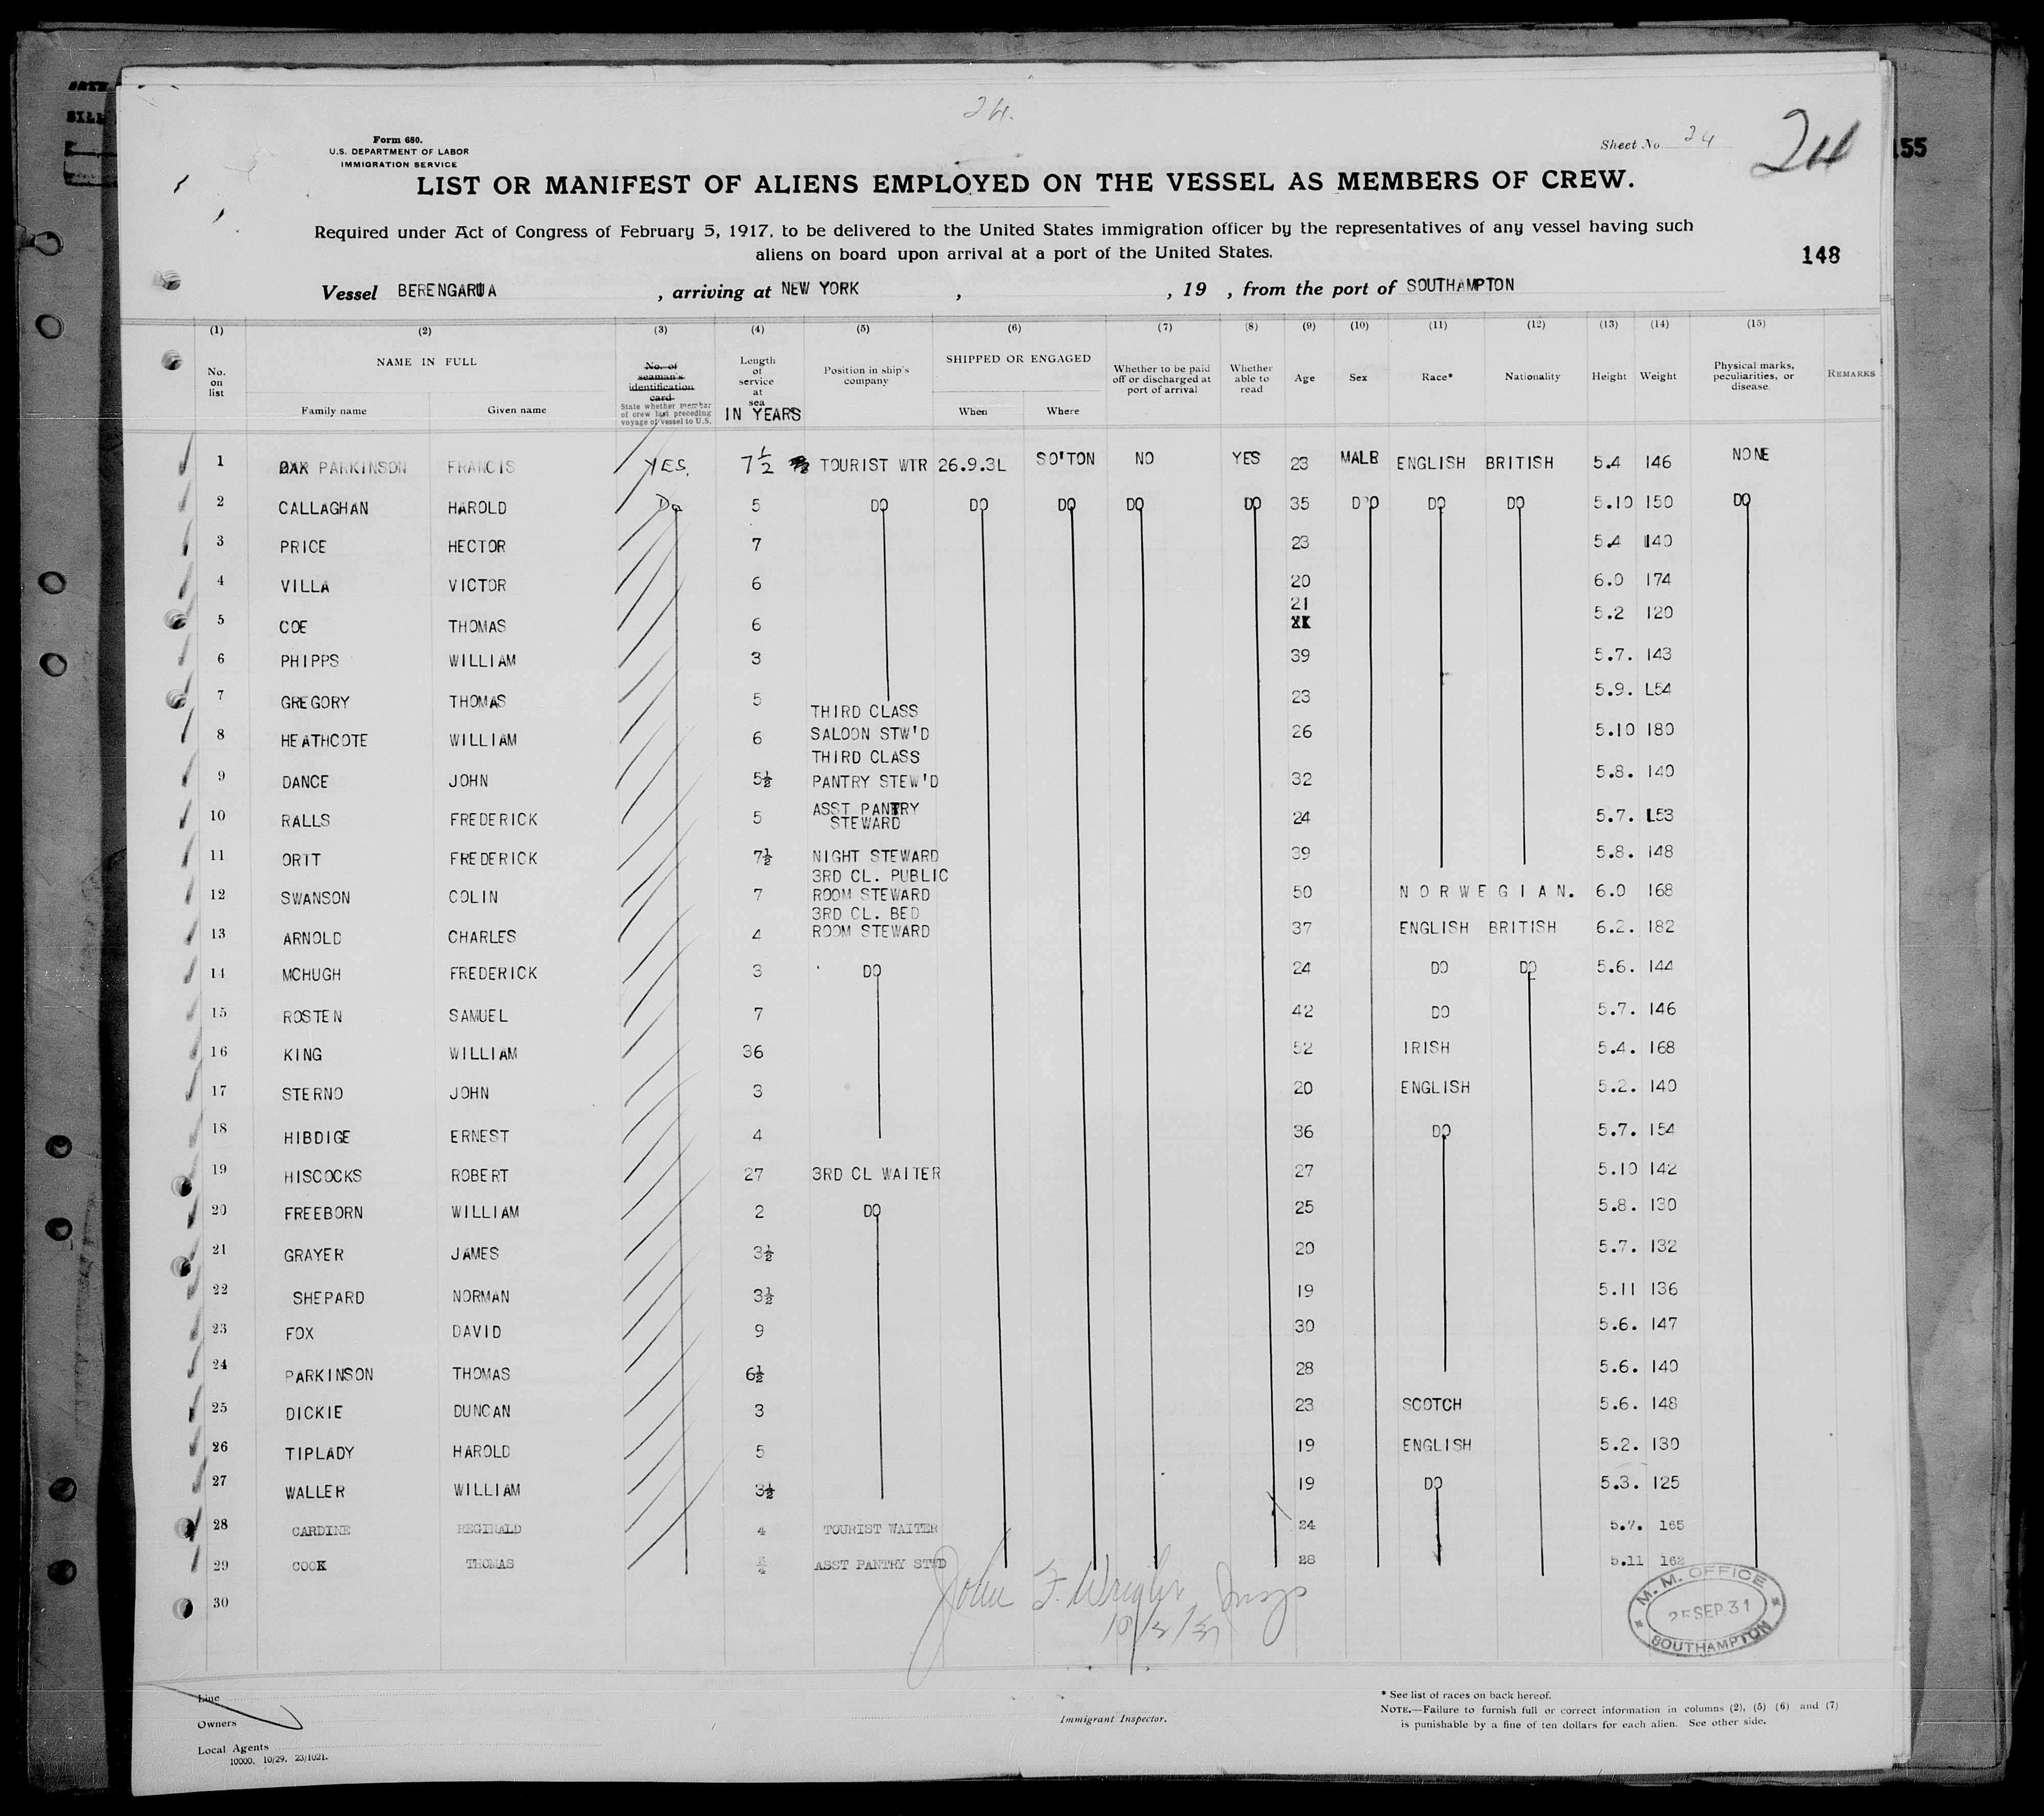 24.
Form 680.
U.S. DEPARTMENT OF LABOR
IMMIGRATION SERVICE
Sheet No. 24
24
155
LIST OR MANIFEST OF ALIENS EMPLOYED ON THE VESSEL AS MEMBERS OF CREW.
Required under Act of Congress of February 5, 1917, to be delivered to the United States immigration officer by the representatives of any vessel having such
aliens on board upon arrival at a port of the United States.
148
Vessel BERENGARIA , arriving at NEW YORK , , 19 , from the port of SOUTHAMPTON
(1) (2) (3) (4) (5) (6) (7) (8) (9) (10) (11) (12) (13) (14) (15)
No. on list
NAME IN FULL
Family name Given name
No. of seaman's identification card
State whether member of crew last preceding voyage of vessel to U.S.
Length of service at sea
IN YEARS
Position in ship's company
SHIPPED OR ENGAGED
When Where
Whether to be paid off or discharged at port of arrival
Whether able to read
Age
Sex
Race*
Nationality
Height
Weight
Physical marks, peculiarities, or disease.
REMARKS
1 PARKINSON FRANCIS YES. 7½ TOURIST WTR 26.9.3L SO'TON NO YES 23 MALE ENGLISH BRITISH 5.4 146 NONE
2 CALLAGHAN HAROLD Do 5 DO DO DO DO DO 35 DO DO DO 5.10 150 DO
3 PRICE HECTOR 7 23 5.4 140
4 VILLA VICTOR 6 20 6.0 174
5 COE THOMAS 6 21 5.2 120
6 PHIPPS WILLIAM 3 39 5.7. 143
7 GREGORY THOMAS 5 23 5.9. L54
8 HEATHCOTE WILLIAM 6 THIRD CLASS SALOON STW'D 26 5.10 180
9 DANCE JOHN 5½ THIRD CLASS PANTRY STEW'D 32 5.8. 140
10 RALLS FREDERICK 5 ASST PANTRY STEWARD 24 5.7. L53
11 ORIT FREDERICK 7½ NIGHT STEWARD 39 5.8. 148
12 SWANSON COLIN 7 3RD CL. PUBLIC ROOM STEWARD 50 NORWEGIAN. 6.0 168
13 ARNOLD CHARLES 4 3RD CL. BED ROOM STEWARD 37 ENGLISH BRITISH 6.2. 182
14 MCHUGH FREDERICK 3 DO 24 DO DO 5.6. 144
15 ROSTEN SAMUEL 7 42 DO 5.7. 146
16 KING WILLIAM 36 52 IRISH 5.4. 168
17 STERNO JOHN 3 20 ENGLISH 5.2. 140
18 HIBDIGE ERNEST 4 36 DO 5.7. 154
19 HISCOCKS ROBERT 27 3RD CL WAITER 27 5.10 142
20 FREEBORN WILLIAM 2 DO 25 5.8. 130
21 GRAYER JAMES 3½ 20 5.7. 132
22 SHEPARD NORMAN 3½ 19 5.11 136
23 FOX DAVID 9 30 5.6. 147
24 PARKINSON THOMAS 6½ 28 5.6. 140
25 DICKIE DUNCAN 3 23 SCOTCH 5.6. 148
26 TIPLADY HAROLD 5 19 ENGLISH 5.2. 130
27 WALLER WILLIAM 3½ 19 DO 5.3. 125
28 CARDINE REGINALD 4 TOURIST WAITER 24 5.7. 165
29 COOK THOMAS ASST PANTRY STWD 28 5.11 162
30
John F. Insp
M. M. OFFICE
25 SEP. 31
SOUTHAMPTON
Line
Owners
Local Agents
10000. 10/29. 23/1021.
Immigrant Inspector.
* See list of races on back hereof.
NOTE.—Failure to furnish full or correct information in columns (2), (5) (6) and (7)
is punishable by a fine of ten dollars for each alien. See other side.